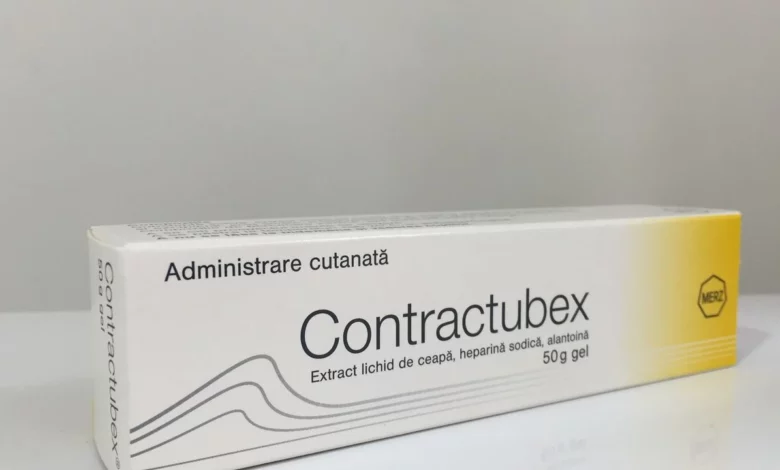 Administrare cutanată
Contractubex
Extract lichid de ceapă, heparină sodică, alantoină
50g gel
MERZ
Contractubex®
50 g gel